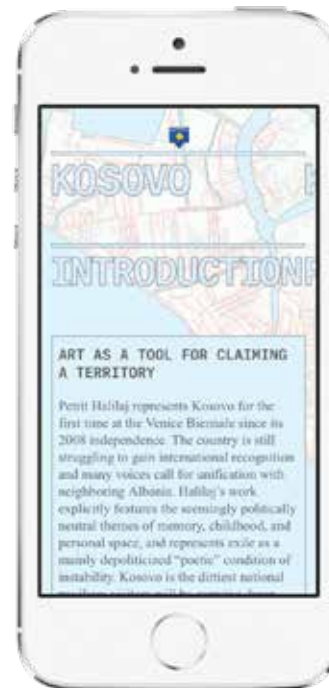 KOSOVO
INTRODUCTION
ART AS A TOOL FOR CLAIMING
A TERRITORY
Petrit Halilaj represents Kosovo for the
first time at the Venice Biennale since its
2008 independence. The country is still
struggling to gain international recognition
and many voices call for unification with
neighboring Albania. Halilaj's work
explicitly features the seemingly politically
neutral themes of memory, childhood, and
personal space, and represents exile as a
mainly depoliticized “poetic” condition of
instability. Kosovo is the dirtiest national